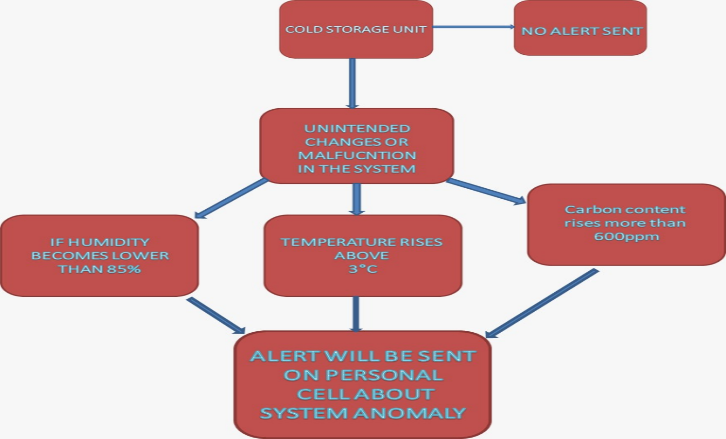 COLD STORAGE UNIT
NO ALERT SENT
UNINTENDED
CHANGES OR
MALFUCNTION
IN THE SYSTEM
IF HUMIDITY
BECOMES LOWER
THAN 85%
TEMPERATURE RISES
ABOVE
3°C
Carbon content
rises more than
600ppm
ALERT WILL BE SENT
ON PERSONAL
CELL ABOUT
SYSTEM ANOMALY